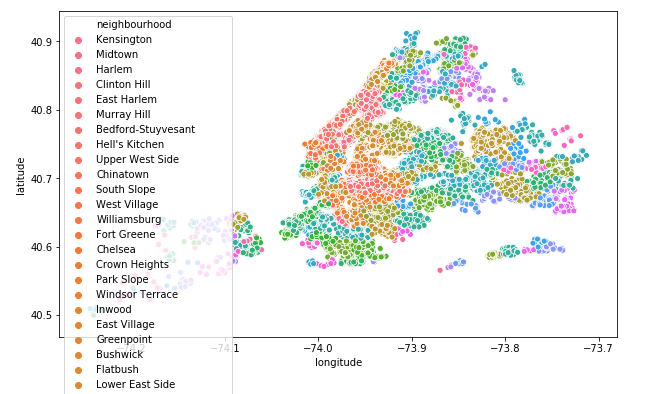 neighbourhood
Kensington
Midtown
Harlem
Clinton Hill
East Harlem
Murray Hill
Bedford-Stuyvesant
Hell's Kitchen
Upper West Side
Chinatown
South Slope
West Village
Williamsburg
Fort Greene
Chelsea
Crown Heights
Park Slope
Windsor Terrace
Inwood
East Village
Greenpoint
Bushwick
Flatbush
Lower East Side
latitude
40.9
40.8
40.7
40.6
40.5
−74.2 −74.1 −74.0 −73.9 −73.8 −73.7
longitude